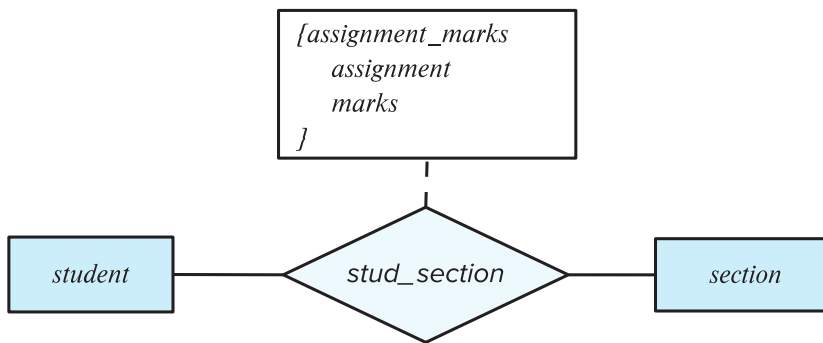 {assignment_marks
assignment
marks
}
student
stud_section
section